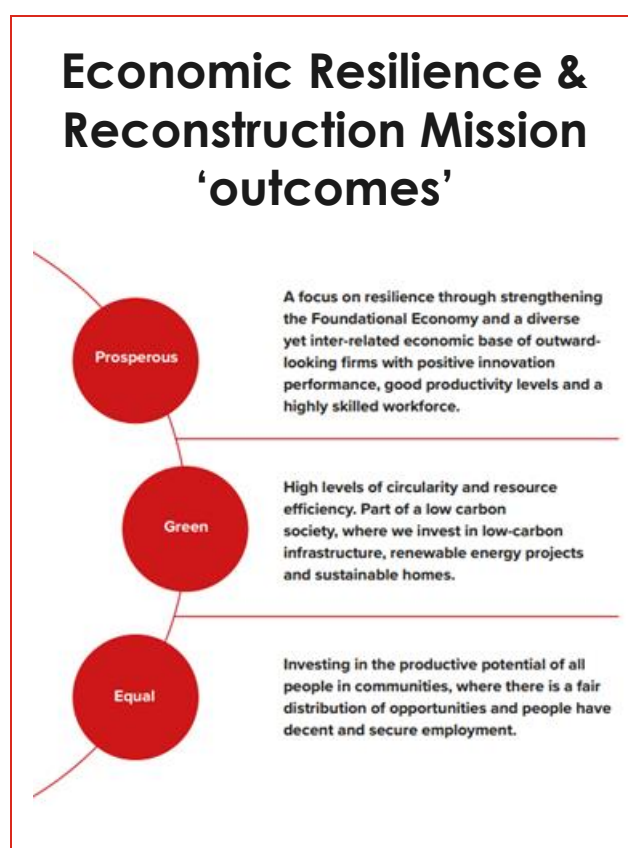 Economic Resilience &
Reconstruction Mission
‘outcomes’
Prosperous
A focus on resilience through strengthening
the Foundational Economy and a diverse
yet inter-related economic base of outward-
looking firms with positive innovation
performance, good productivity levels and a
highly skilled workforce.
Green
High levels of circularity and resource
efficiency. Part of a low carbon
society, where we invest in low-carbon
infrastructure, renewable energy projects
and sustainable homes.
Equal
Investing in the productive potential of all
people in communities, where there is a fair
distribution of opportunities and people have
decent and secure employment.